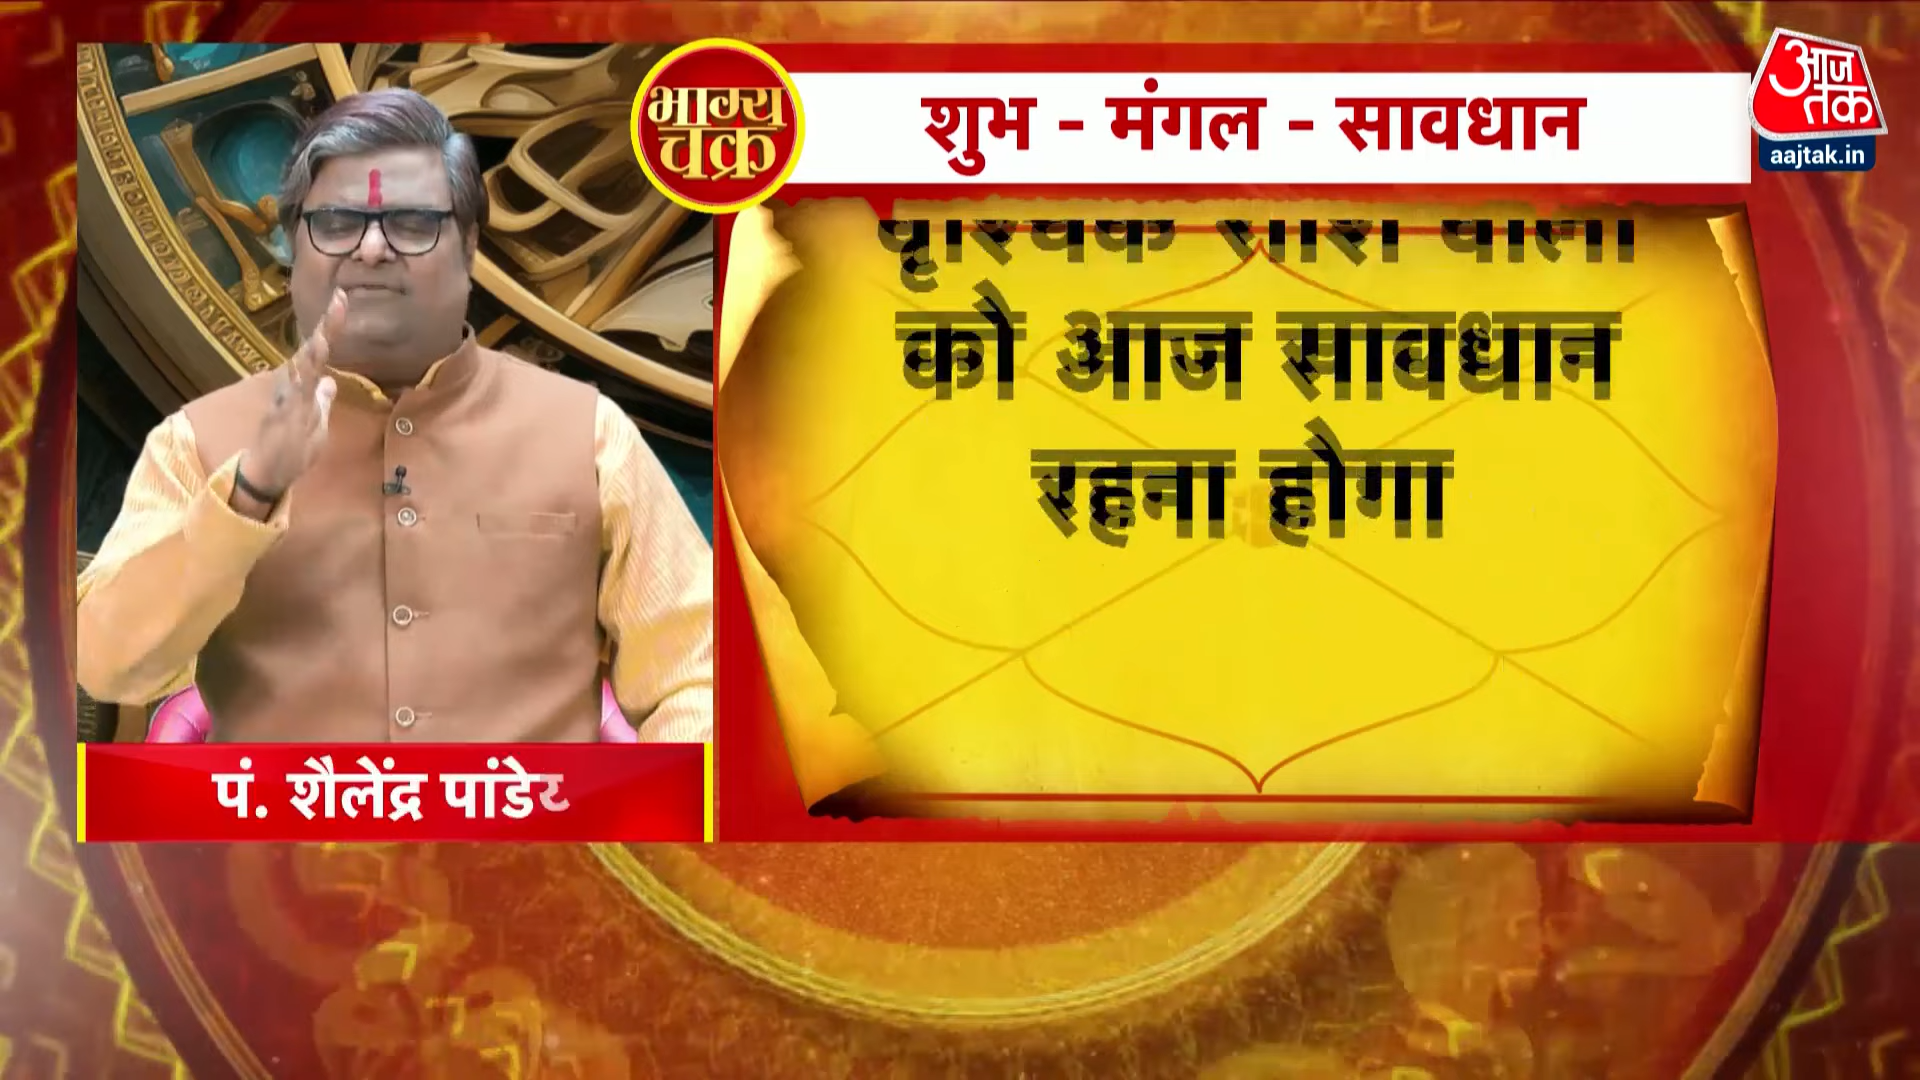 भाग्य
चक्र
शुभ - मंगल - सावधान
आज
तक
aajtak.in
वृश्चिक राशि वालों
को आज सावधान
रहना होगा
पं. शैलेंद्र पांडेय